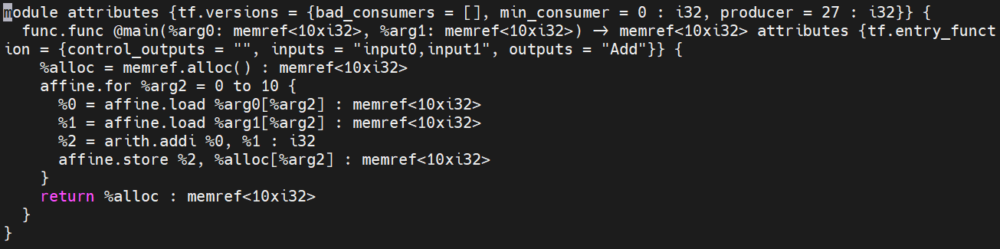 module attributes {tf.versions = {bad_consumers = [], min_consumer = 0 : i32, producer = 27 : i32}} {
  func.func @main(%arg0: memref<10xi32>, %arg1: memref<10xi32>) -> memref<10xi32> attributes {tf.entry_funct
ion = {control_outputs = "", inputs = "input0,input1", outputs = "Add"}} {
    %alloc = memref.alloc() : memref<10xi32>
    affine.for %arg2 = 0 to 10 {
      %0 = affine.load %arg0[%arg2] : memref<10xi32>
      %1 = affine.load %arg1[%arg2] : memref<10xi32>
      %2 = arith.addi %0, %1 : i32
      affine.store %2, %alloc[%arg2] : memref<10xi32>
    }
    return %alloc : memref<10xi32>
  }
}